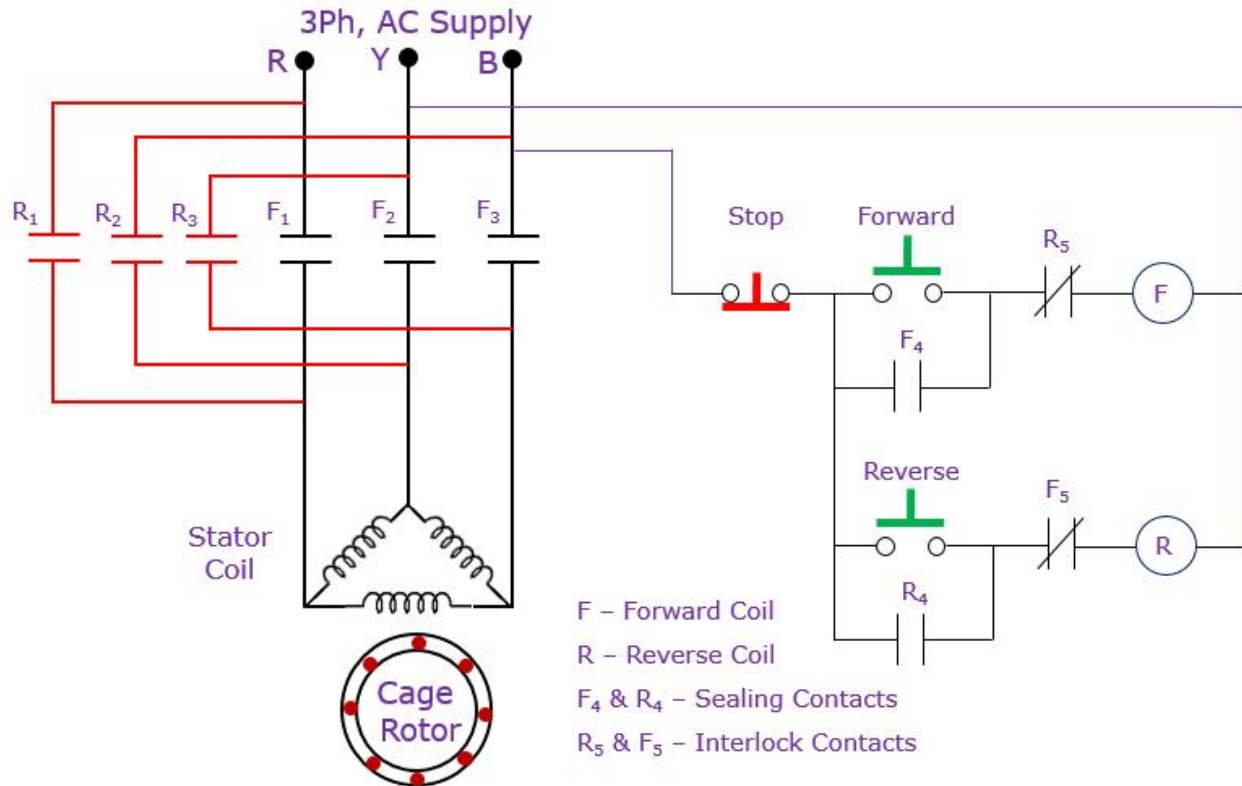 3Ph, AC Supply
R Y B
R₁ R₂ R₃ F₁ F₂ F₃
Stop Forward
R₅
F
F₄
Reverse
F₅
R
R₄
Stator
Coil
Cage
Rotor
F – Forward Coil
R – Reverse Coil
F₄ & R₄ – Sealing Contacts
R₅ & F₅ – Interlock Contacts